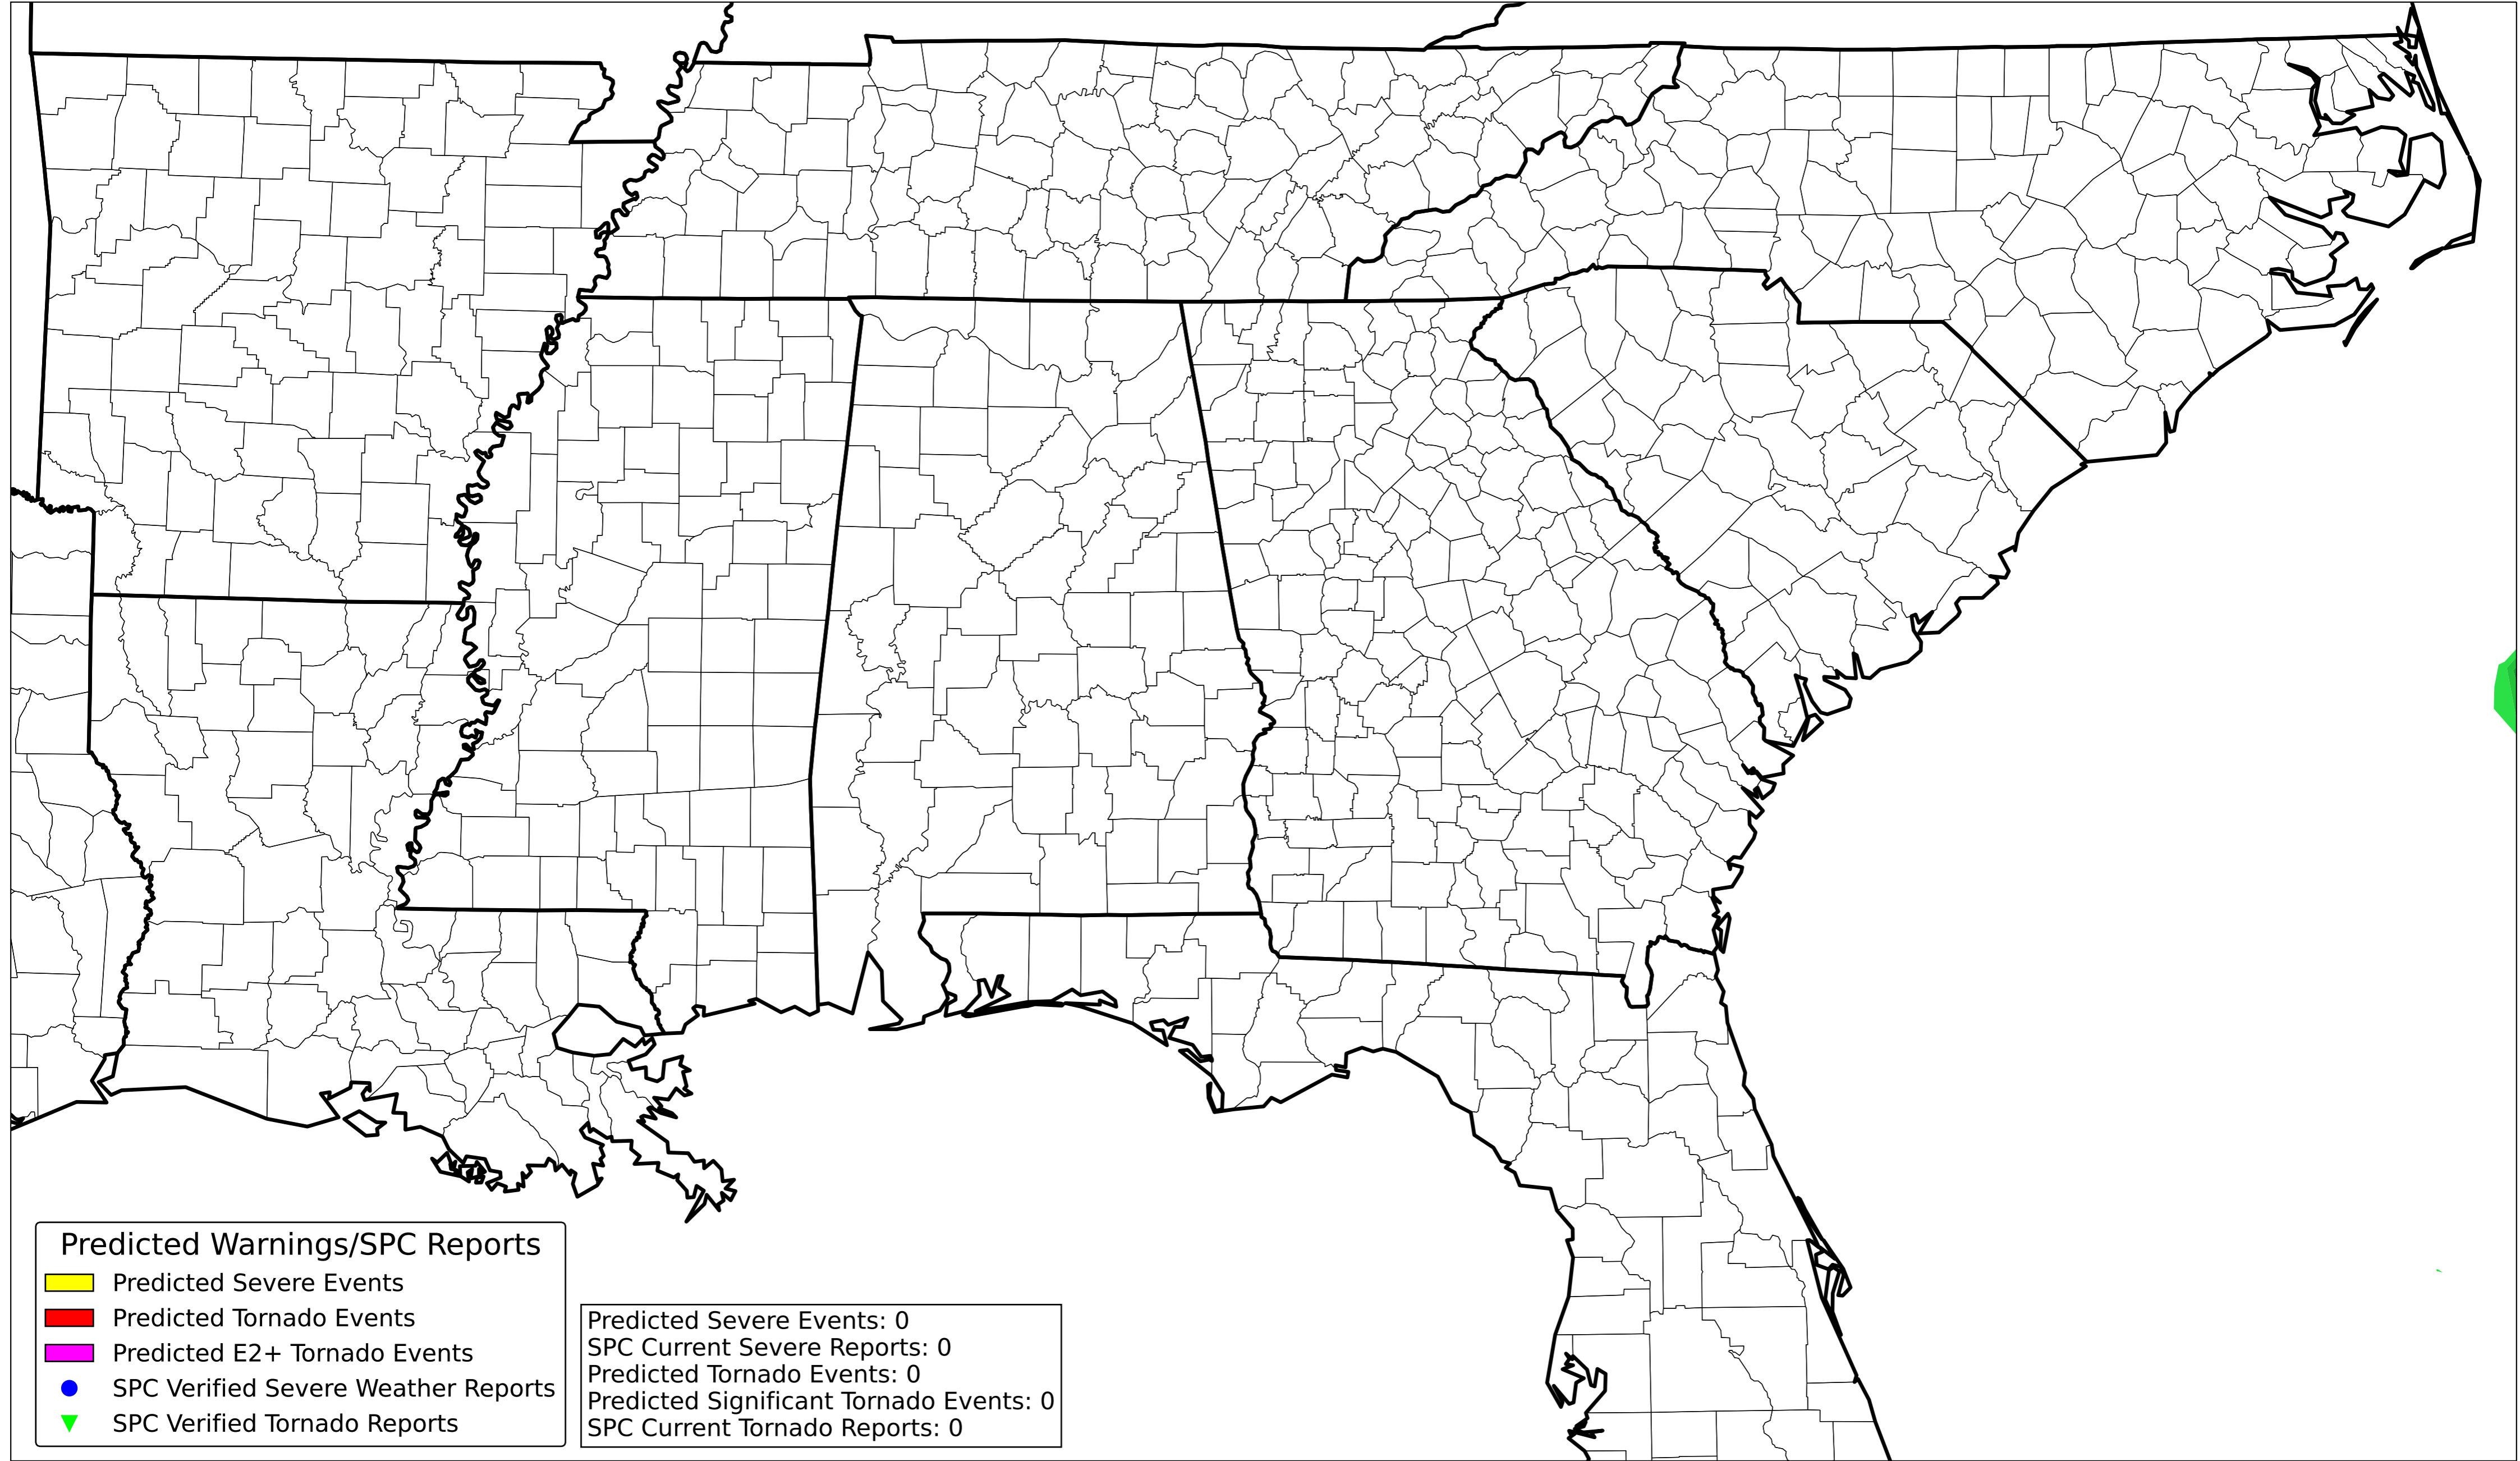 Predicted Warnings/SPC Reports
Predicted Severe Events
Predicted Tornado Events
Predicted E2+ Tornado Events
SPC Verified Severe Weather Reports
SPC Verified Tornado Reports
Predicted Severe Events: 0
SPC Current Severe Reports: 0
Predicted Tornado Events: 0
Predicted Significant Tornado Events: 0
SPC Current Tornado Reports: 0